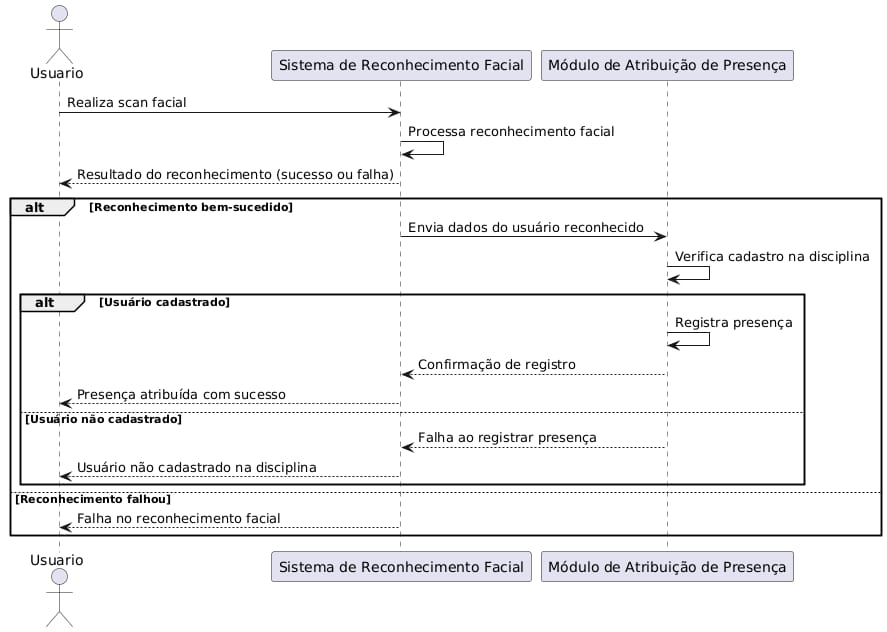 Usuario
Sistema de Reconhecimento Facial
Módulo de Atribuição de Presença
Realiza scan facial
Processa reconhecimento facial
Resultado do reconhecimento (sucesso ou falha)
alt
[Reconhecimento bem-sucedido]
Envia dados do usuário reconhecido
Verifica cadastro na disciplina
alt
[Usuário cadastrado]
Registra presença
Confirmação de registro
Presença atribuída com sucesso
[Usuário não cadastrado]
Falha ao registrar presença
Usuário não cadastrado na disciplina
[Reconhecimento falhou]
Falha no reconhecimento facial
Usuario
Sistema de Reconhecimento Facial
Módulo de Atribuição de Presença